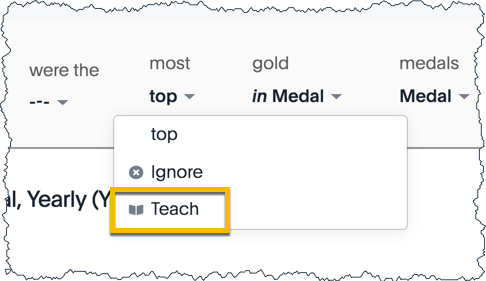 were the most gold medals
--- top in Medal Medal
top
Ignore
al, Yearly (Y
Teach